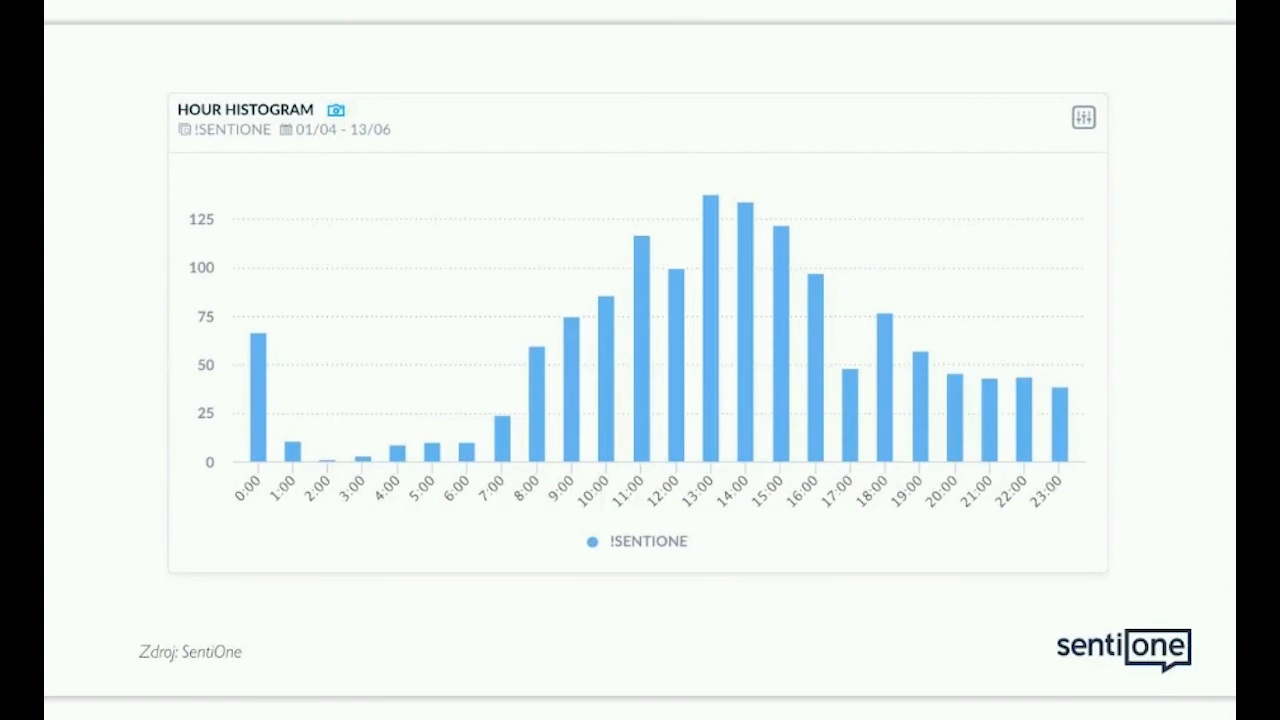 HOUR HISTOGRAM
!SENTIONE 01/04 - 13/06
125
100
75
50
25
0
0:00 1:00 2:00 3:00 4:00 5:00 6:00 7:00 8:00 9:00 10:00 11:00 12:00 13:00 14:00 15:00 16:00 17:00 18:00 19:00 20:00 21:00 22:00 23:00
!SENTIONE
Zdroj: SentiOne
sentione